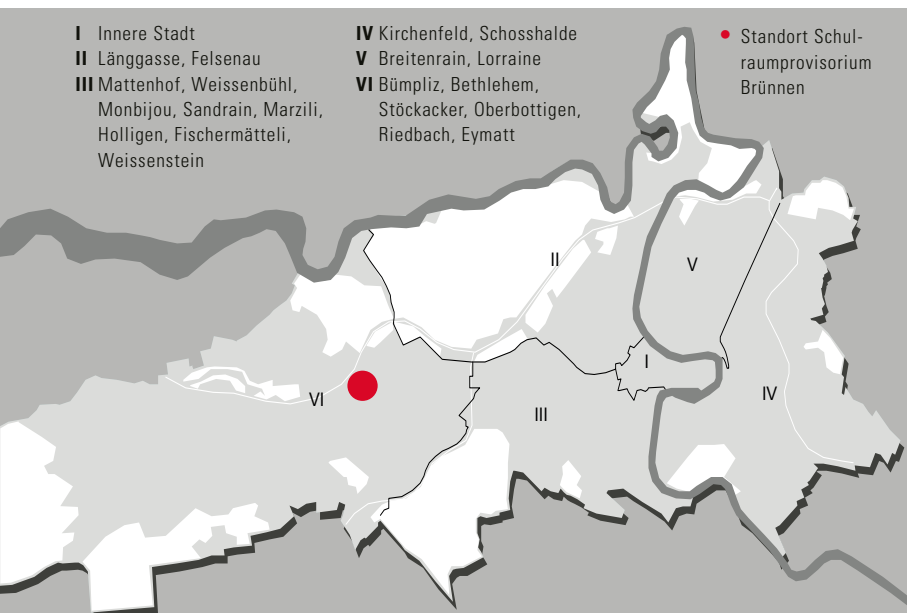 I Innere Stadt
II Länggasse, Felsenau
III Mattenhof, Weissenbühl,
Monbijou, Sandrain, Marzili,
Holligen, Fischermätteli,
Weissenstein
IV Kirchenfeld, Schosshalde
V Breitenrain, Lorraine
VI Bümpliz, Bethlehem,
Stöckacker, Oberbottigen,
Riedbach, Eymatt
Standort Schul-
raumprovisorium
Brünnen
II
V
I
VI
III
IV